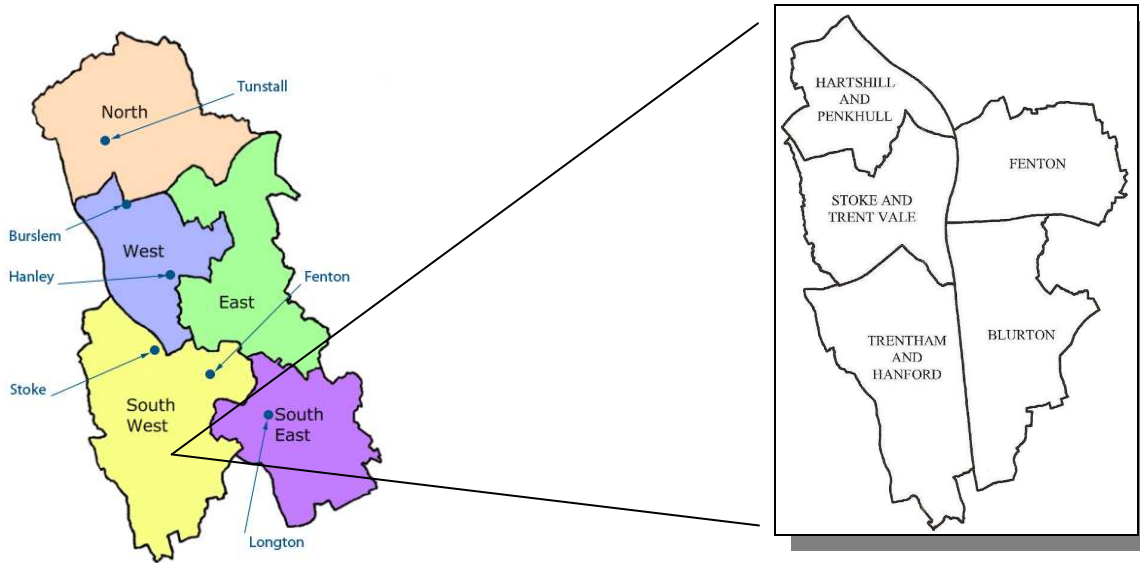 Tunstall
North
Burslem
West
Hanley
Fenton
East
Stoke
South
West
South
East
Longton
HARTSHILL
AND
PENKHULL
FENTON
STOKE AND
TRENT VALE
BLURTON
TRENTHAM
AND
HANFORD